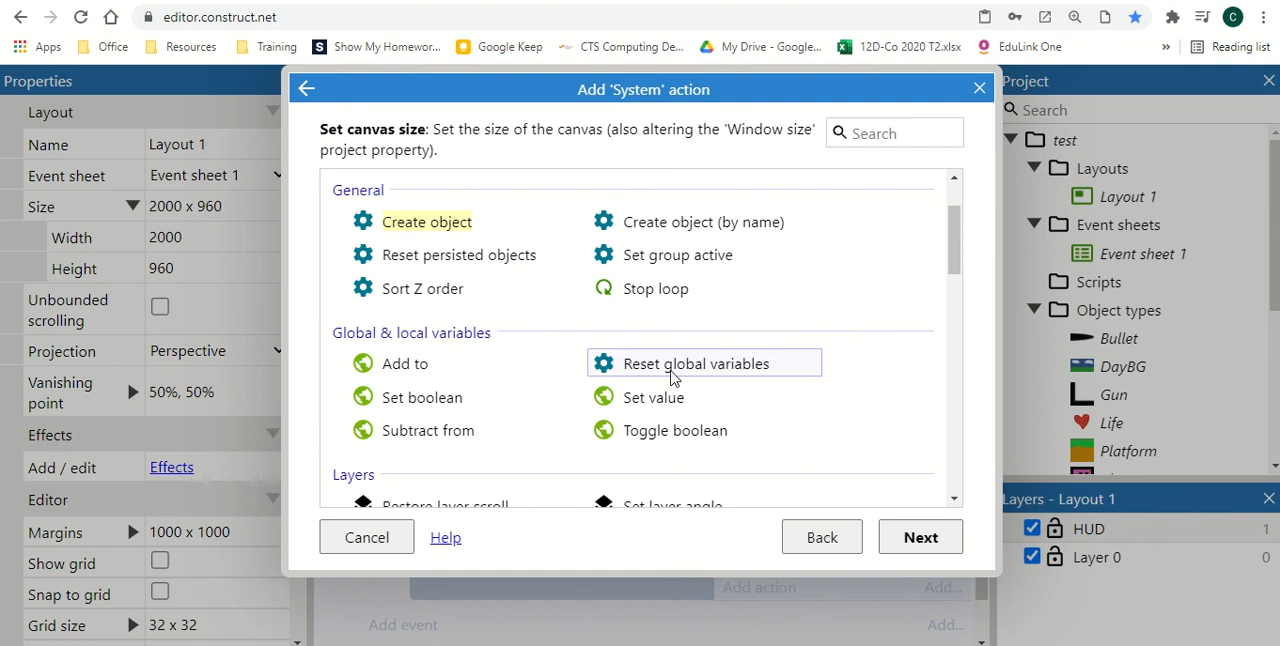 editor.construct.net
C
Apps Office Resources Training S Show My Homewor... Google Keep CTS Computing De... My Drive - Google... 12D-Co 2020 T2.xlsx EduLink One » Reading list
Properties
Layout
Name Layout 1
Event sheet Event sheet 1
Size 2000 x 960
Width 2000
Height 960
Unbounded
scrolling
Projection Perspective
Vanishing
point
50%, 50%
Effects
Add / edit Effects
Editor
Margins 1000 x 1000
Show grid
Snap to grid
Grid size 32 x 32
Add 'System' action
Set canvas size: Set the size of the canvas (also altering the 'Window size'
project property).
Search
General
Create object Create object (by name)
Reset persisted objects Set group active
Sort Z order Stop loop
Global & local variables
Add to Reset global variables
Set boolean Set value
Subtract from Toggle boolean
Layers
Restore layer scroll Set layer angle
Cancel Help Back Next
Add action Add...
Add event Add...
Project
Search
test
Layouts
Layout 1
Event sheets
Event sheet 1
Scripts
Object types
Bullet
DayBG
Gun
Life
Platform
Layers - Layout 1
HUD 1
Layer 0 0